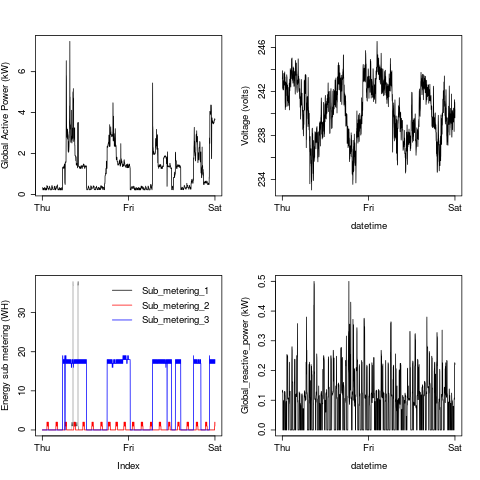 Global Active Power (kW)
0 2 4 6
Thu Fri Sat
Voltage (volts)
234 238 242 246
Thu Fri Sat
datetime
Energy sub metering (WH)
0 10 20 30
Sub_metering_1
Sub_metering_2
Sub_metering_3
Thu Fri Sat
Index
Global_reactive_power (kW)
0.0 0.1 0.2 0.3 0.4 0.5
Thu Fri Sat
datetime